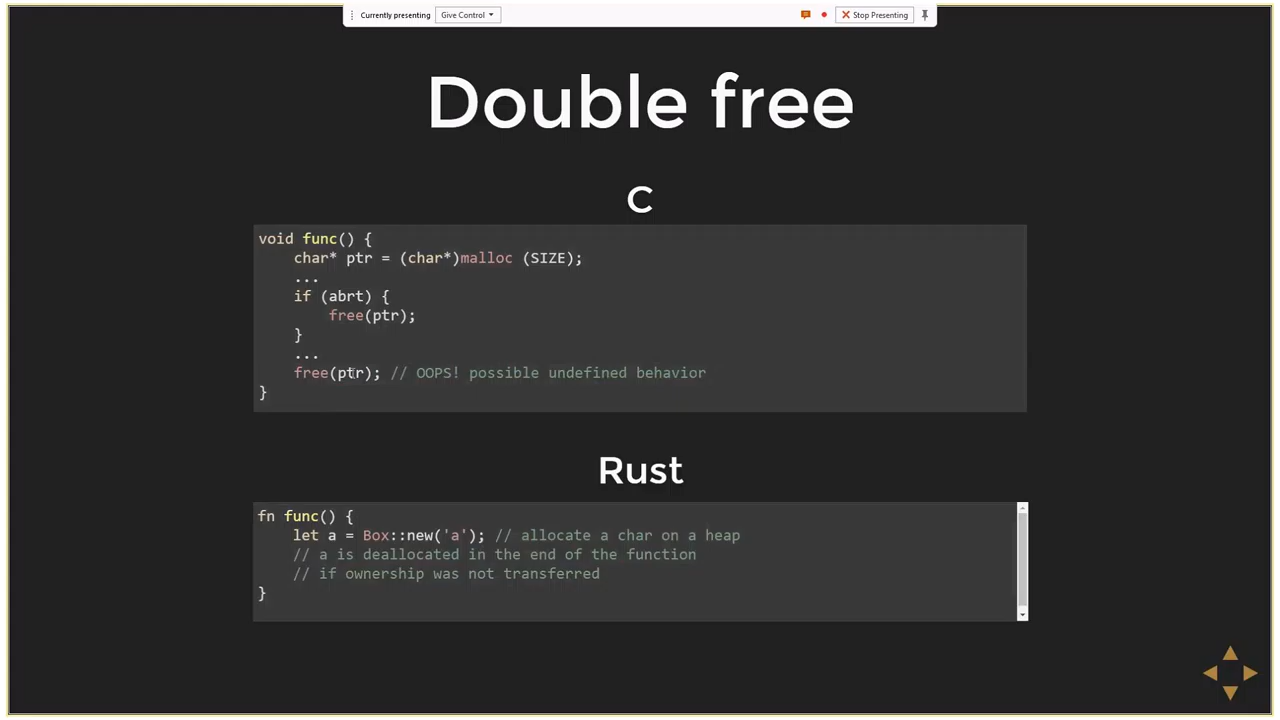 Currently presenting Give Control Stop Presenting
Double free
C
void func() {
    char* ptr = (char*)malloc (SIZE);
    ...
    if (abrt) {
        free(ptr);
    }
    ...
    free(ptr); // OOPS! possible undefined behavior
}
Rust
fn func() {
    let a = Box::new('a'); // allocate a char on a heap
    // a is deallocated in the end of the function
    // if ownership was not transferred
}